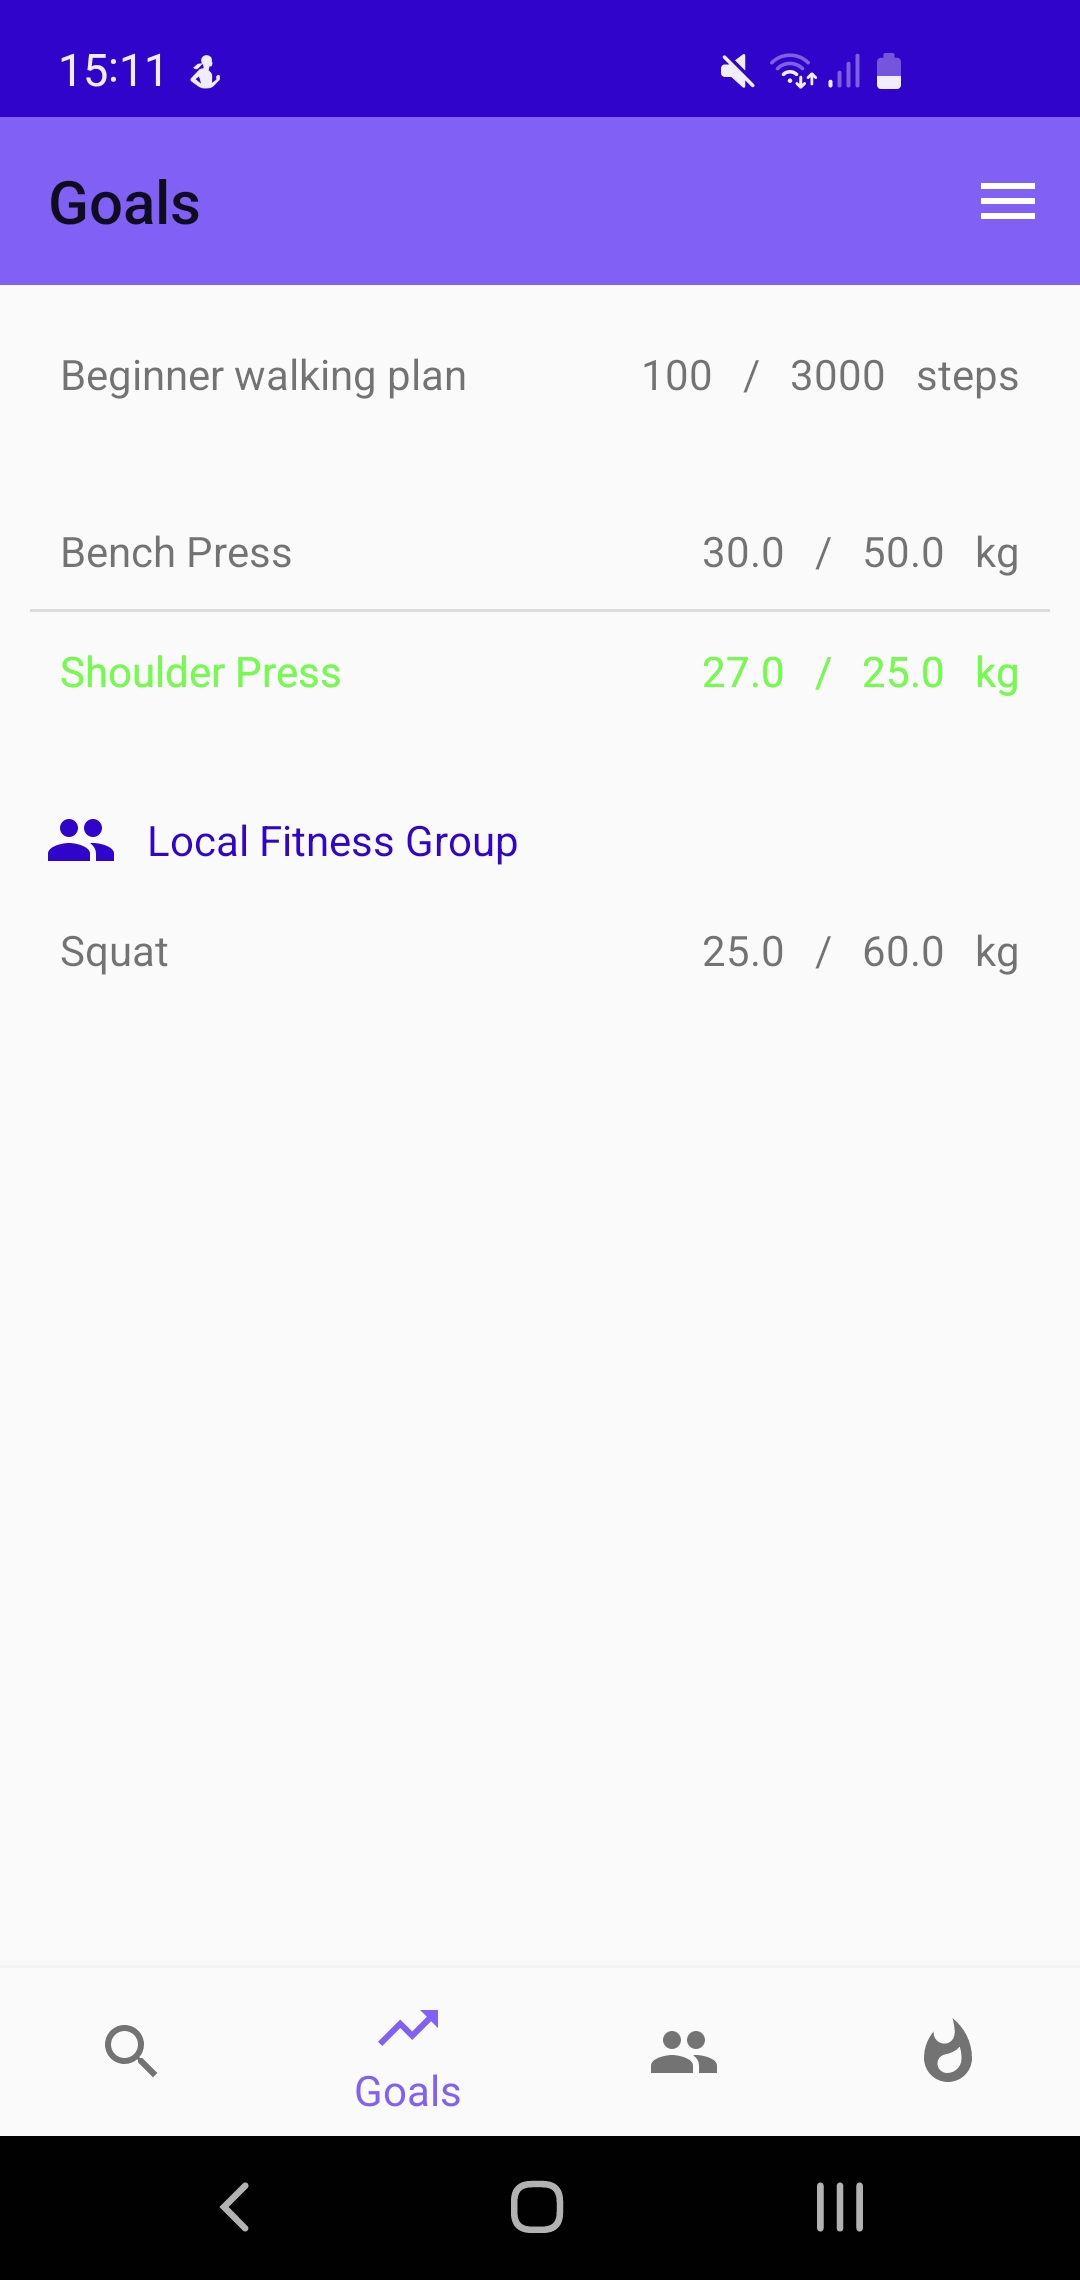 15:11
Goals
Beginner walking plan 100 / 3000 steps
Bench Press 30.0 / 50.0 kg
Shoulder Press 27.0 / 25.0 kg
Local Fitness Group
Squat 25.0 / 60.0 kg
Goals